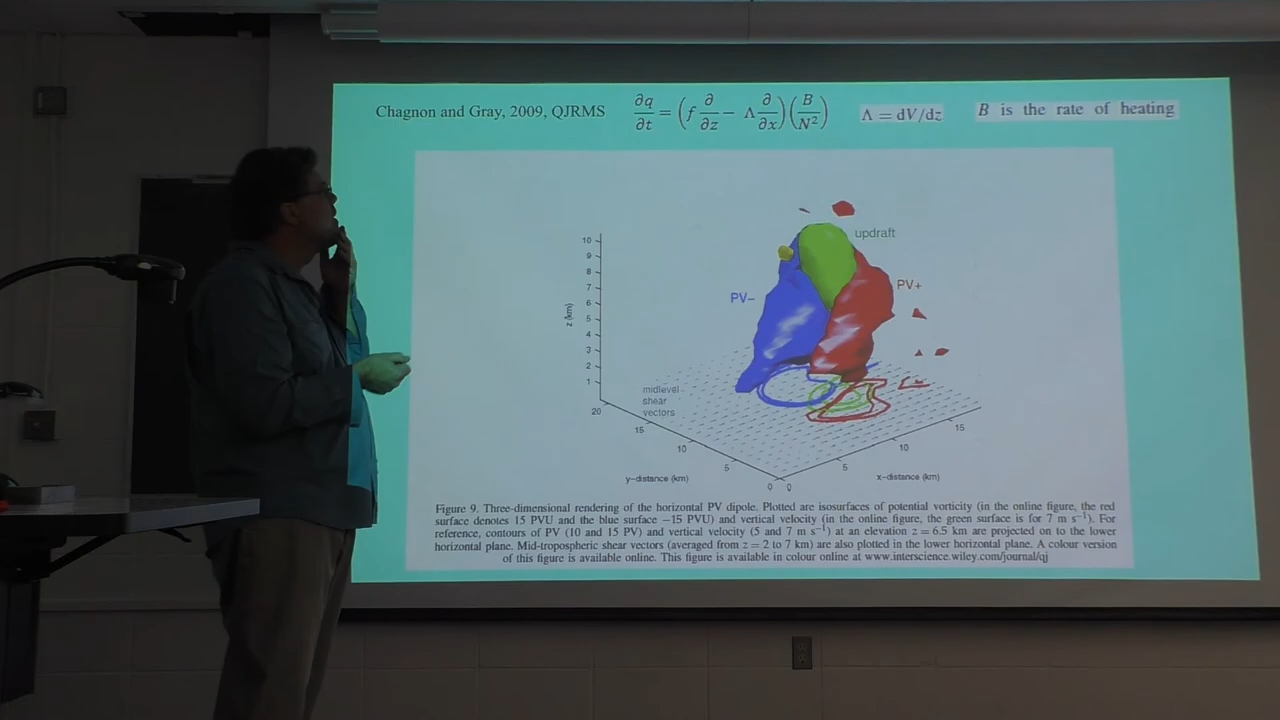 Chagnon and Gray, 2009, QJRMS ∂q/∂t = (f ∂/∂z − Λ ∂/∂x)(B/N²) Λ = dV/dz B is the rate of heating
updraft
PV−
PV+
z (km)
10
9
8
7
6
5
4
3
2
1
midlevel
shear
vectors
20
15
10
5
0
y-distance (km)
0
5
10
15
x-distance (km)
Figure 9. Three-dimensional rendering of the horizontal PV dipole. Plotted are isosurfaces of potential vorticity (in the online figure, the red
surface denotes 15 PVU and the blue surface −15 PVU) and vertical velocity (in the online figure, the green surface is for 7 m s⁻¹). For
reference, contours of PV (10 and 15 PV) and vertical velocity (5 and 7 m s⁻¹) at an elevation z = 6.5 km are projected on to the lower
horizontal plane. Mid-tropospheric shear vectors (averaged from z = 2 to 7 km) are also plotted in the lower horizontal plane. A colour version
of this figure is available online. This figure is available in colour online at www.interscience.wiley.com/journal/qj